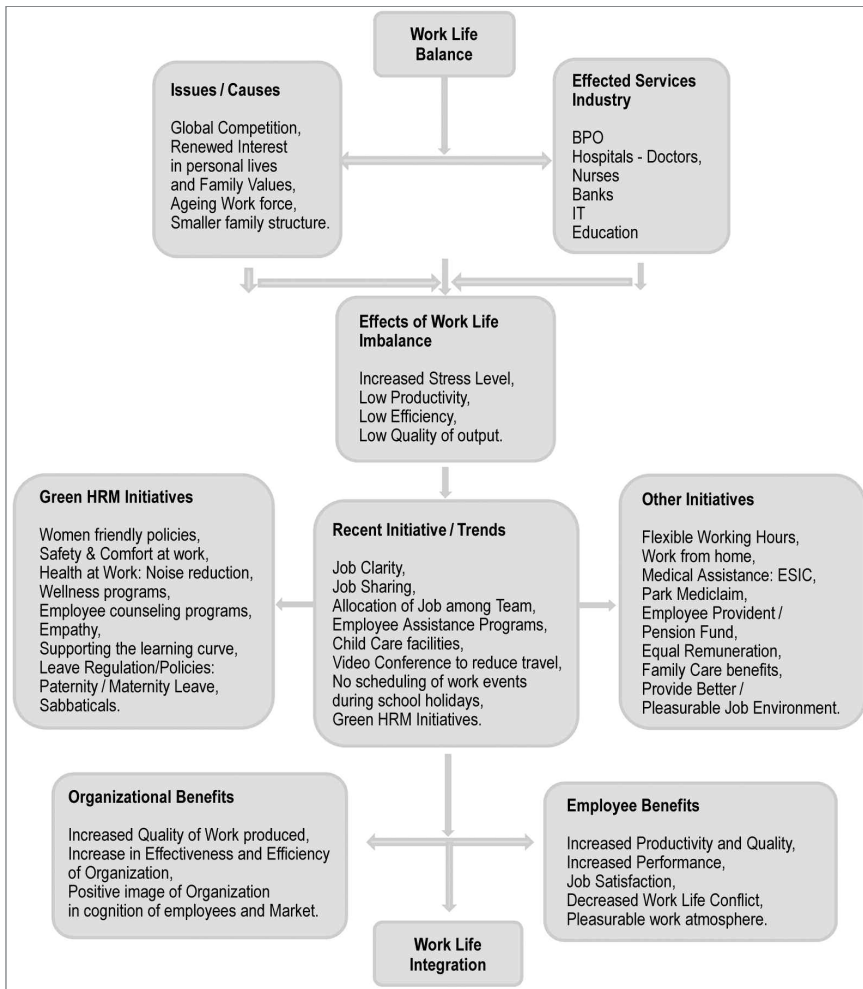 Work Life
Balance
Issues / Causes
Global Competition,
Renewed Interest
in personal lives
and Family Values,
Ageing Work force,
Smaller family structure.
Effected Services
Industry
BPO
Hospitals - Doctors,
Nurses
Banks
IT
Education
Effects of Work Life
Imbalance
Increased Stress Level,
Low Productivity,
Low Efficiency,
Low Quality of output.
Green HRM Initiatives
Women friendly policies,
Safety & Comfort at work,
Health at Work: Noise reduction,
Wellness programs,
Employee counseling programs,
Empathy,
Supporting the learning curve,
Leave Regulation/Policies:
Paternity / Maternity Leave,
Sabbaticals.
Recent Initiative / Trends
Job Clarity,
Job Sharing,
Allocation of Job among Team,
Employee Assistance Programs,
Child Care facilities,
Video Conference to reduce travel,
No scheduling of work events
during school holidays,
Green HRM Initiatives.
Other Initiatives
Flexible Working Hours,
Work from home,
Medical Assistance: ESIC,
Park Mediclaim,
Employee Provident /
Pension Fund,
Equal Remuneration,
Family Care benefits,
Provide Better /
Pleasurable Job Environment.
Organizational Benefits
Increased Quality of Work produced,
Increase in Effectiveness and Efficiency
of Organization,
Positive image of Organization
in cognition of employees and Market.
Employee Benefits
Increased Productivity and Quality,
Increased Performance,
Job Satisfaction,
Decreased Work Life Conflict,
Pleasurable work atmosphere.
Work Life
Integration